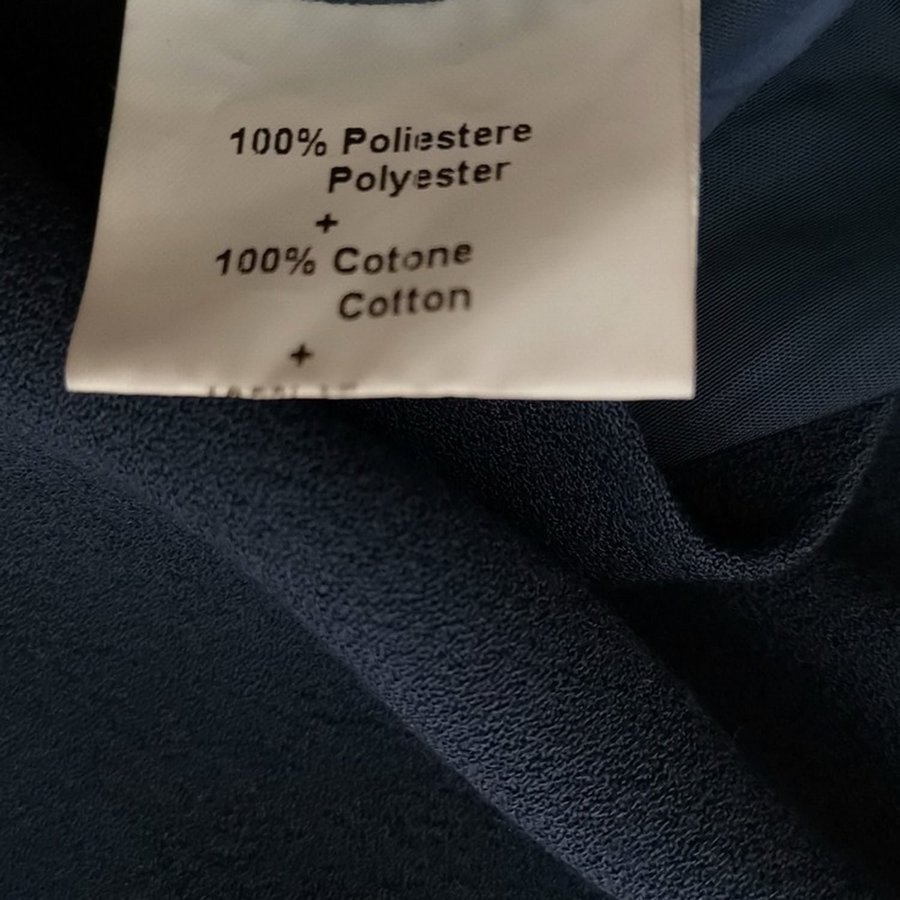 100% Poliestere
Polyester
+
100% Cotone
Cotton
+